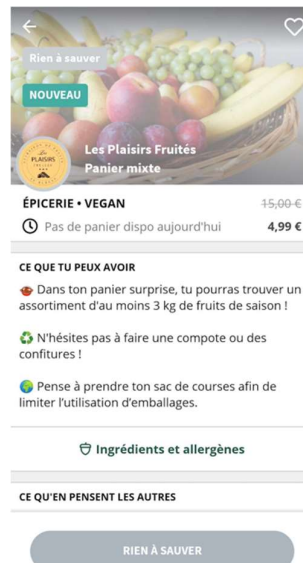 Rien à sauver
NOUVEAU
PLAISIRS
Les Plaisirs Fruités
Panier mixte
ÉPICERIE • VEGAN
15,00 €
Pas de panier dispo aujourd'hui
4,99 €
CE QUE TU PEUX AVOIR
Dans ton panier surprise, tu pourras trouver un
assortiment d'au moins 3 kg de fruits de saison !
N'hésites pas à faire une compote ou des
confitures !
Pense à prendre ton sac de courses afin de
limiter l'utilisation d'emballages.
Ingrédients et allergènes
CE QU'EN PENSENT LES AUTRES
RIEN À SAUVER